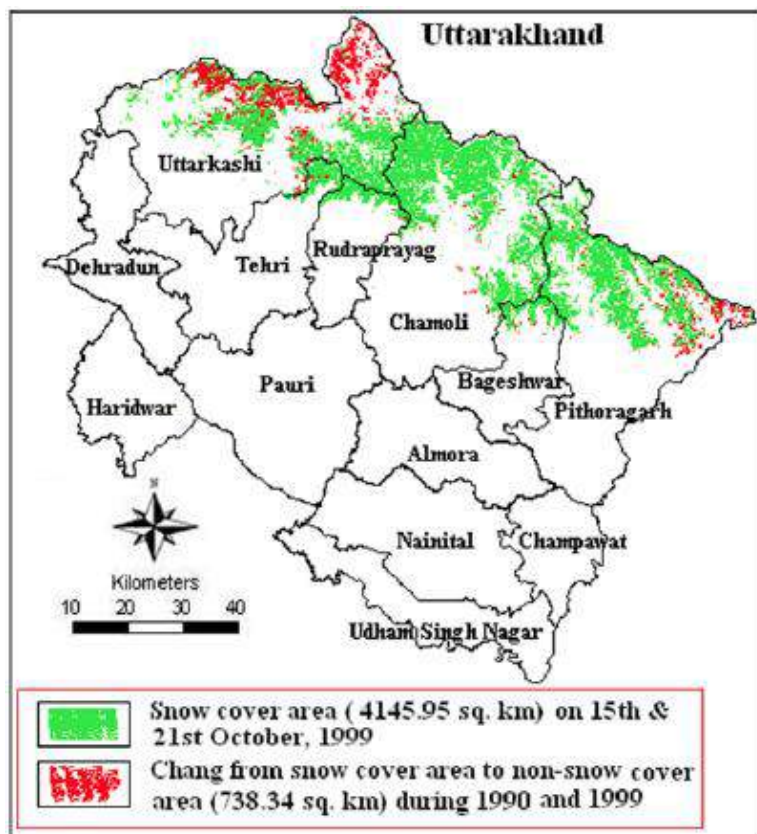 Uttarakhand
Uttarkashi
Dehradun
Tehri
Rudraprayag
Chamoli
Haridwar
Pauri
Bageshwar
Pithoragarh
Almora
Nainital
Champawat
Udham Singh Nagar
N
Kilometers
10 20 30 40
Snow cover area ( 4145.95 sq. km) on 15th &
21st October, 1999
Chang from snow cover area to non-snow cover
area (738.34 sq. km) during 1990 and 1999